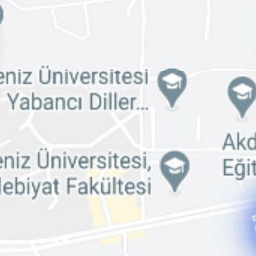 eniz Üniversitesi
Yabancı Diller...
Akd
Eğit
eniz Üniversitesi,
debiyat Fakültesi